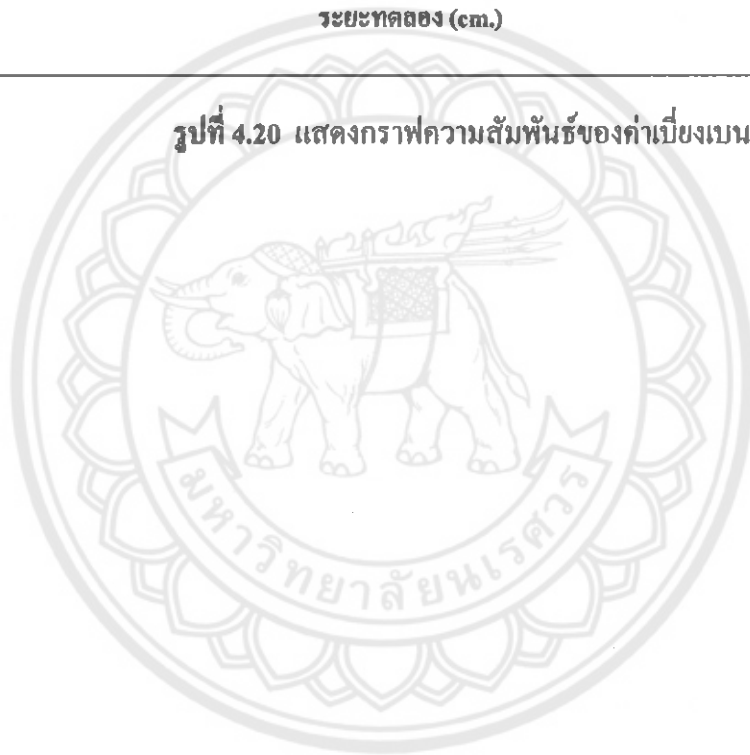 ระยะทดลอง (cm.)
รูปที่ 4.20 แสดงกราฟความสัมพันธ์ของค่าเบี่ยงเบน
มหาวิทยาลัยนเรศวร